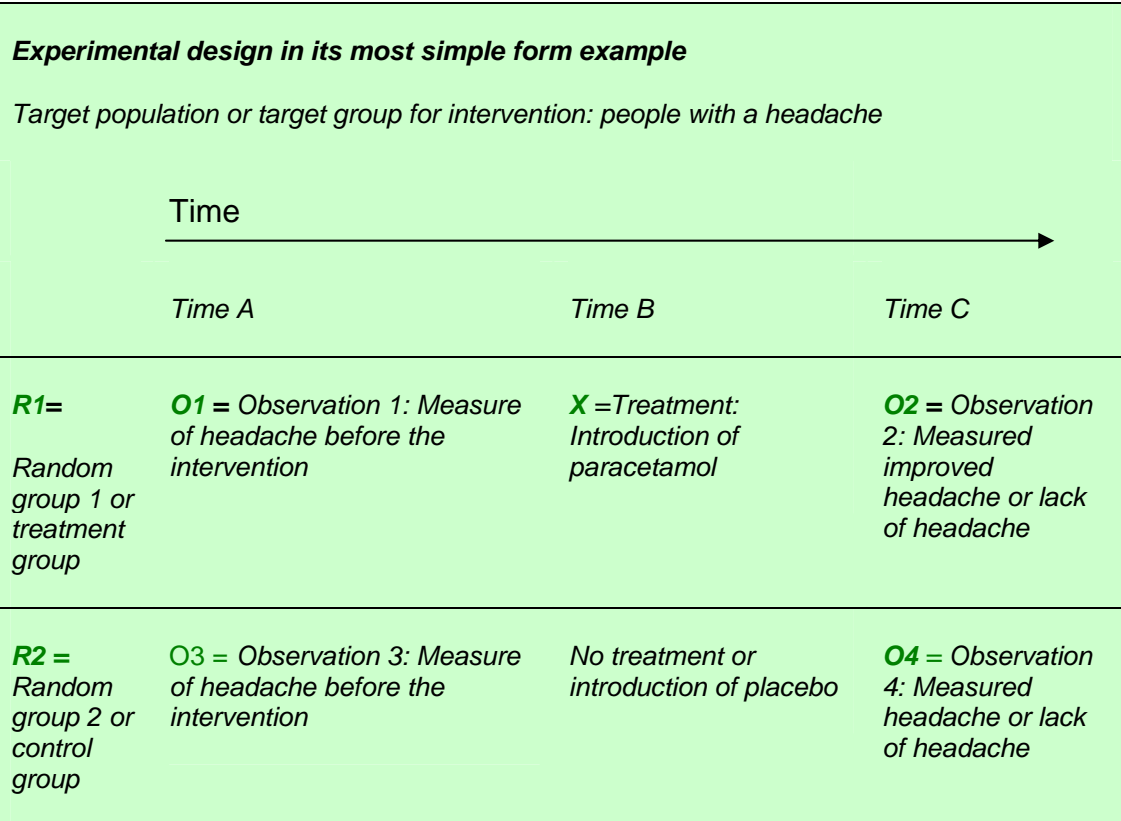 Experimental design in its most simple form example
Target population or target group for intervention: people with a headache
Time
Time A
Time B
Time C
R1=
Random
group 1 or
treatment
group
O1 = Observation 1: Measure
of headache before the
intervention
X =Treatment:
Introduction of
paracetamol
O2 = Observation
2: Measured
improved
headache or lack
of headache
R2 =
Random
group 2 or
control
group
O3 = Observation 3: Measure
of headache before the
intervention
No treatment or
introduction of placebo
O4 = Observation
4: Measured
headache or lack
of headache